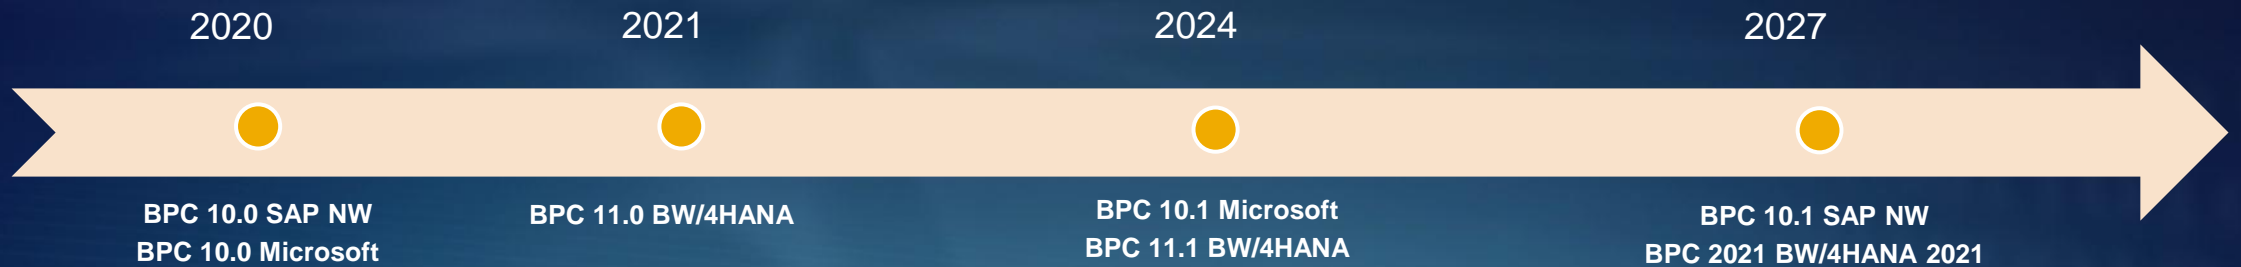 2020
2021
2024
2027
BPC 10.0 SAP NW
BPC 10.0 Microsoft
BPC 11.0 BW/4HANA
BPC 10.1 Microsoft
BPC 11.1 BW/4HANA
BPC 10.1 SAP NW
BPC 2021 BW/4HANA 2021